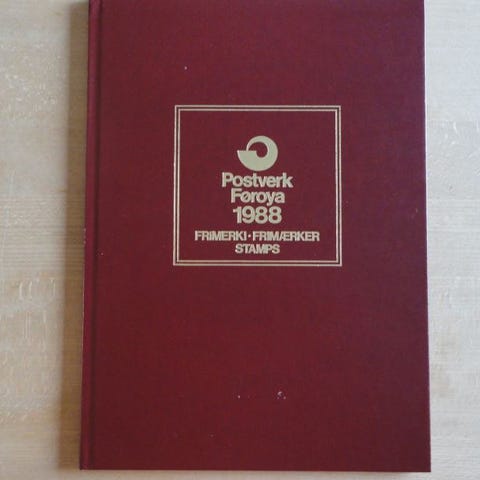 Postverk
Føroya
1988
FRIMERKI • FRIMÆRKER
STAMPS